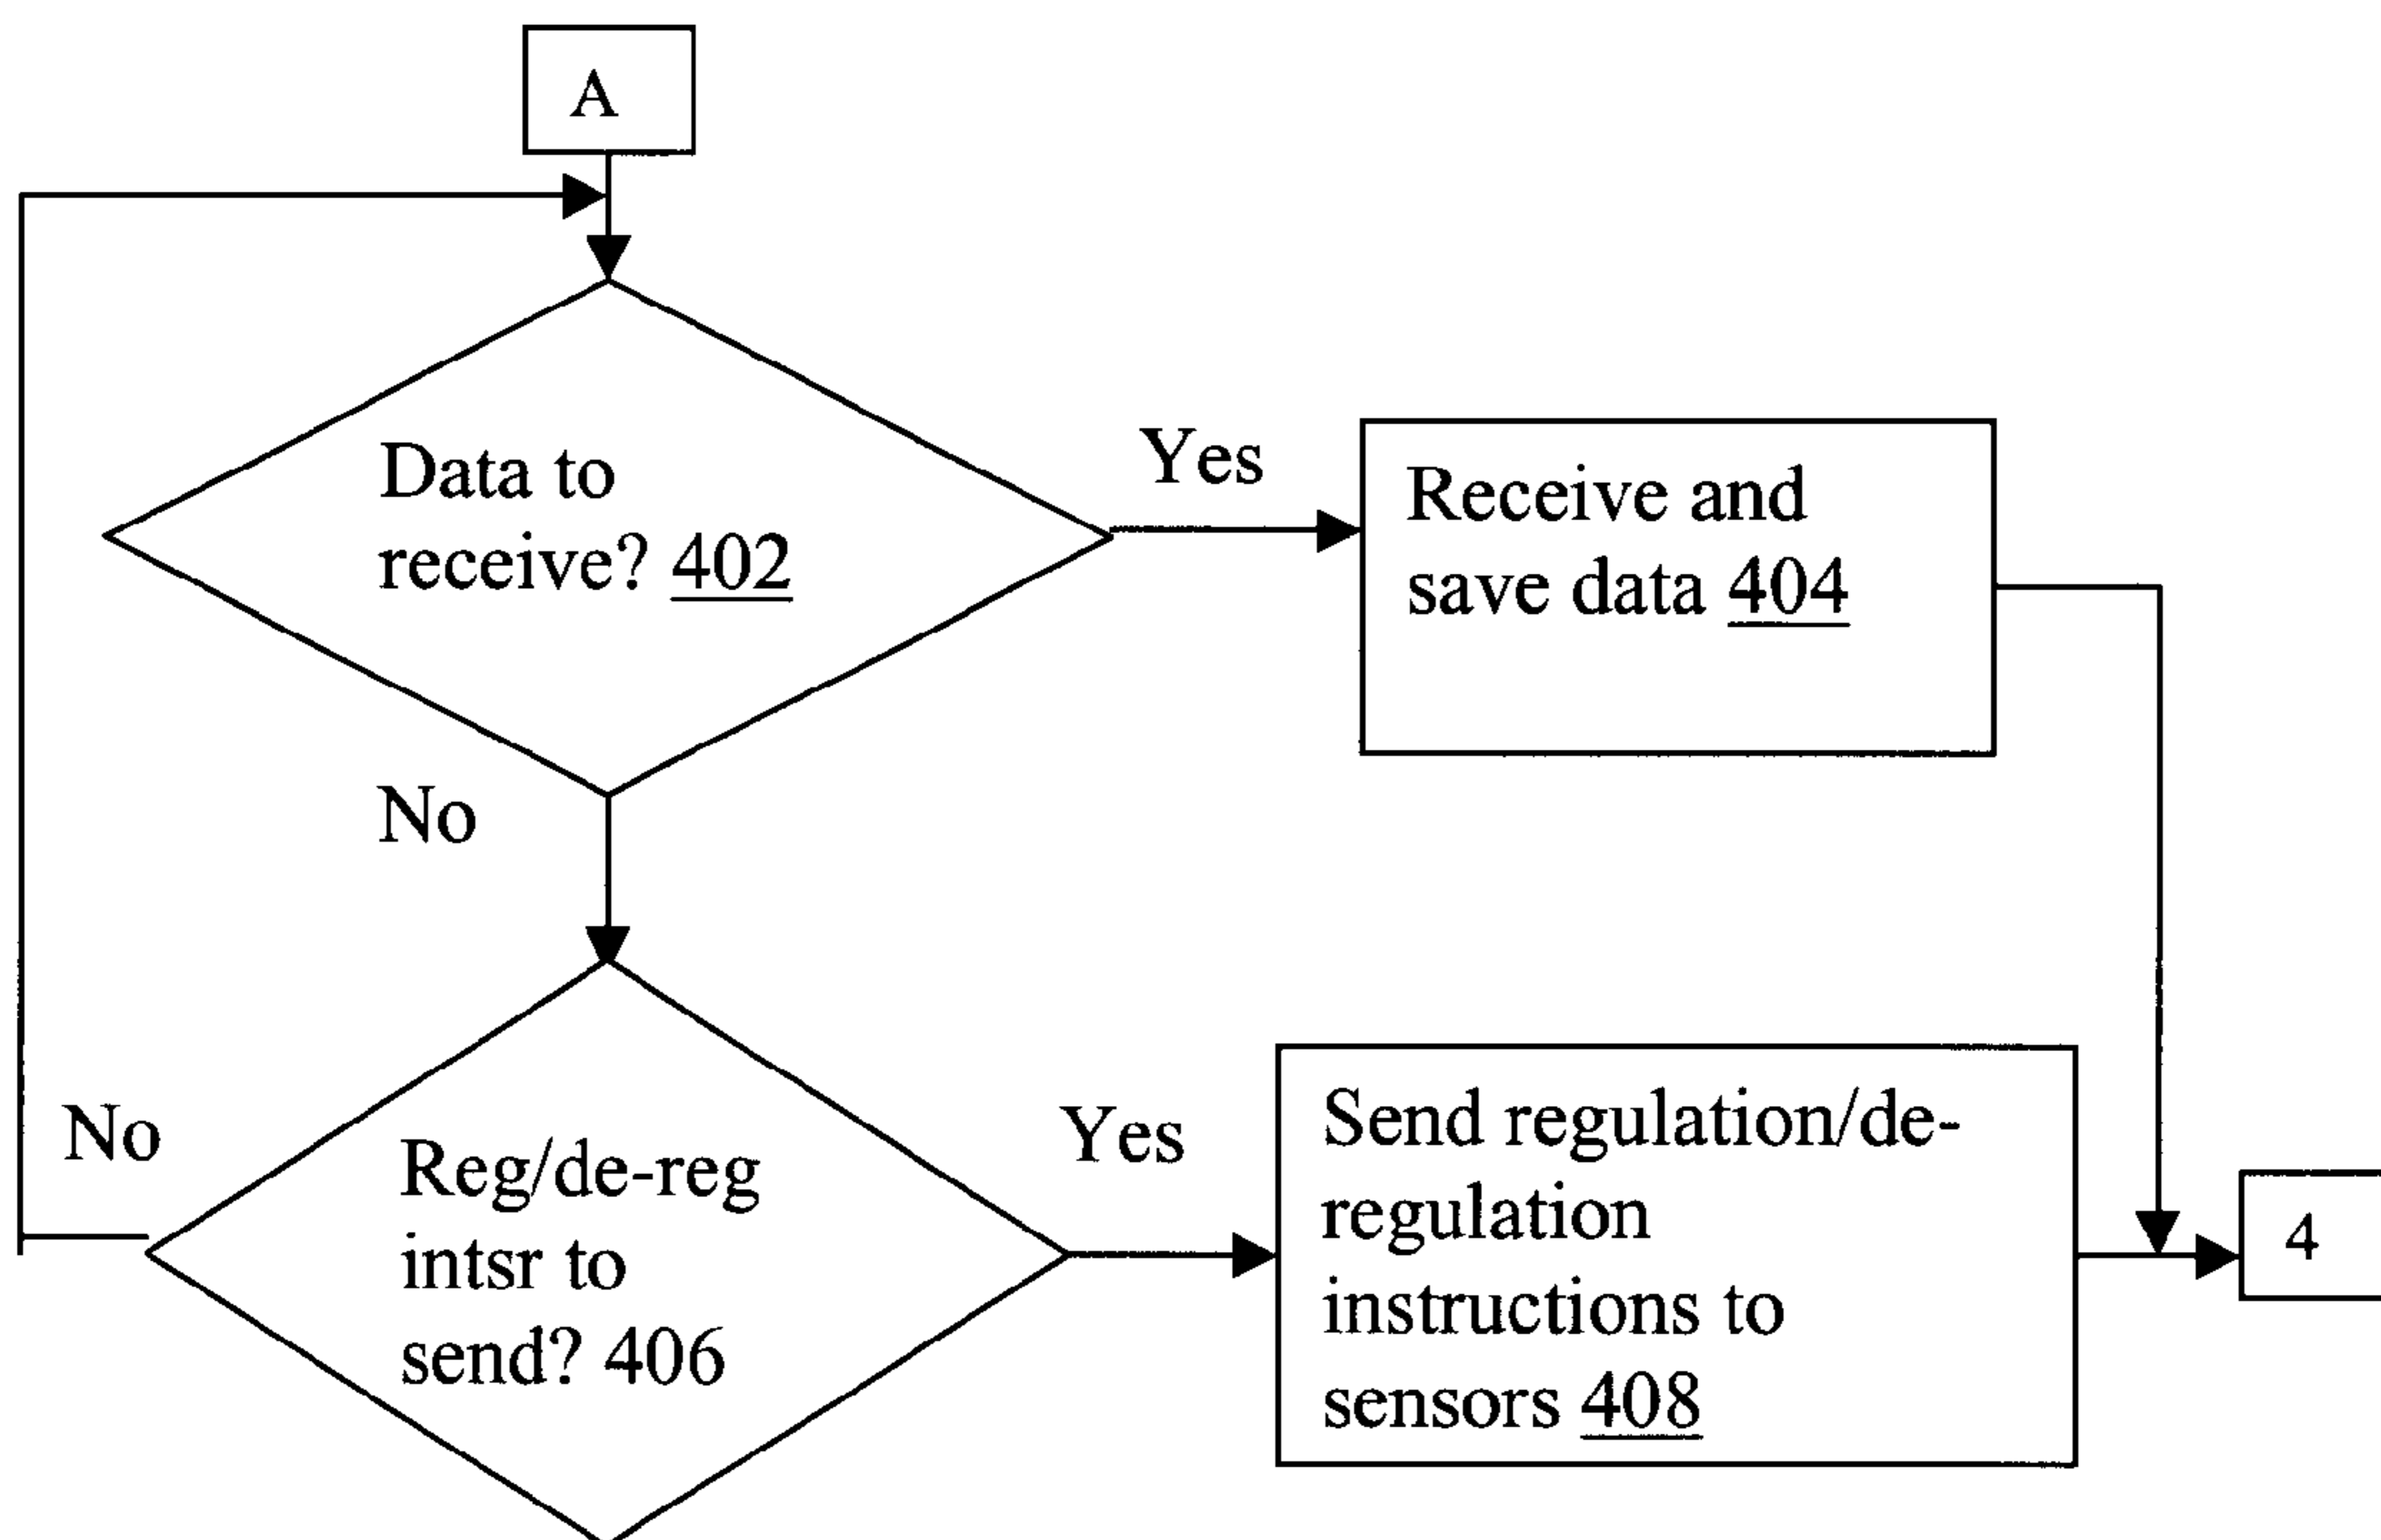 A
Data to
receive? 402
Yes
Receive and
save data 404
No
No
Reg/de-reg
intsr to
send? 406
Yes
Send regulation/de-
regulation
instructions to
sensors 408
4